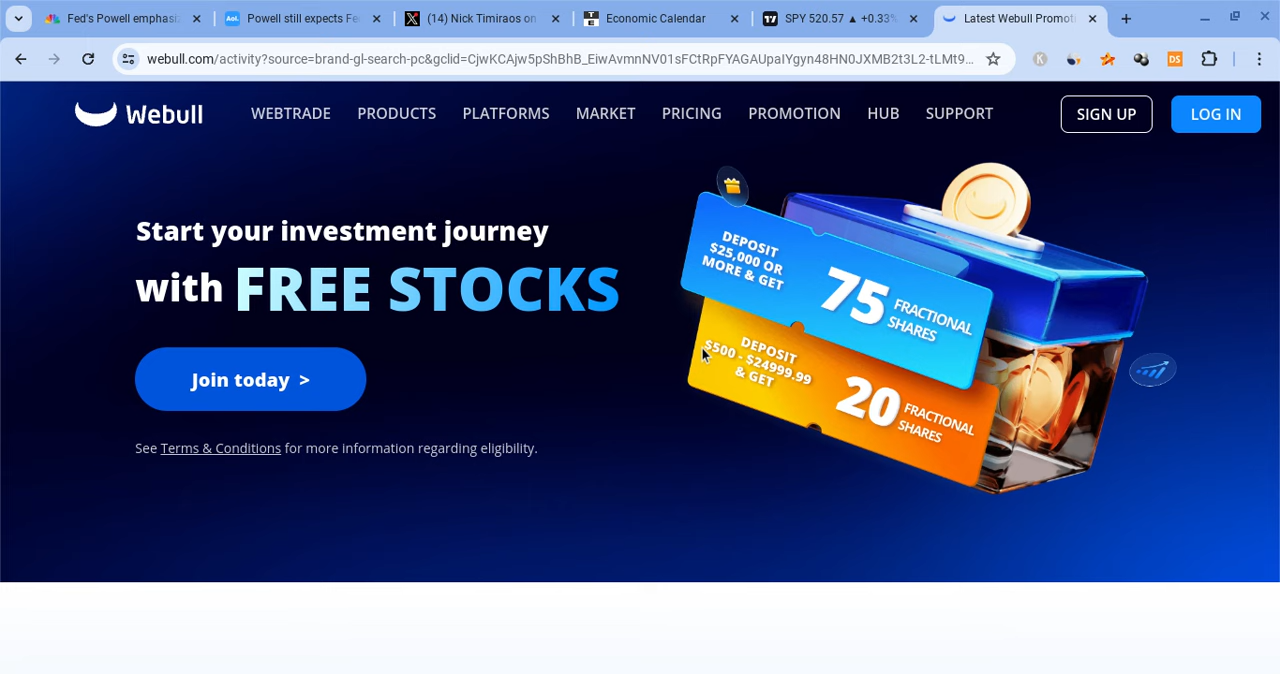 Fed's Powell emphasiz
Powell still expects Fe
(14) Nick Timiraos on
Economic Calendar
SPY 520.57 ▲ +0.33%
Latest Webull Promoti
webull.com/activity?source=brand-gl-search-pc&gclid=CjwKCAjw5pShBhB_EiwAvmnNV01sFCtRpFYAGAUpaIYgyn48HN0JXMB2t3L2-tLMt9...
Webull
WEBTRADE
PRODUCTS
PLATFORMS
MARKET
PRICING
PROMOTION
HUB
SUPPORT
SIGN UP
LOG IN
Start your investment journey
with FREE STOCKS
Join today >
See Terms & Conditions for more information regarding eligibility.
DEPOSIT
$25,000 OR
MORE & GET
75
FRACTIONAL
SHARES
DEPOSIT
$500 - $24999.99
& GET
20
FRACTIONAL
SHARES